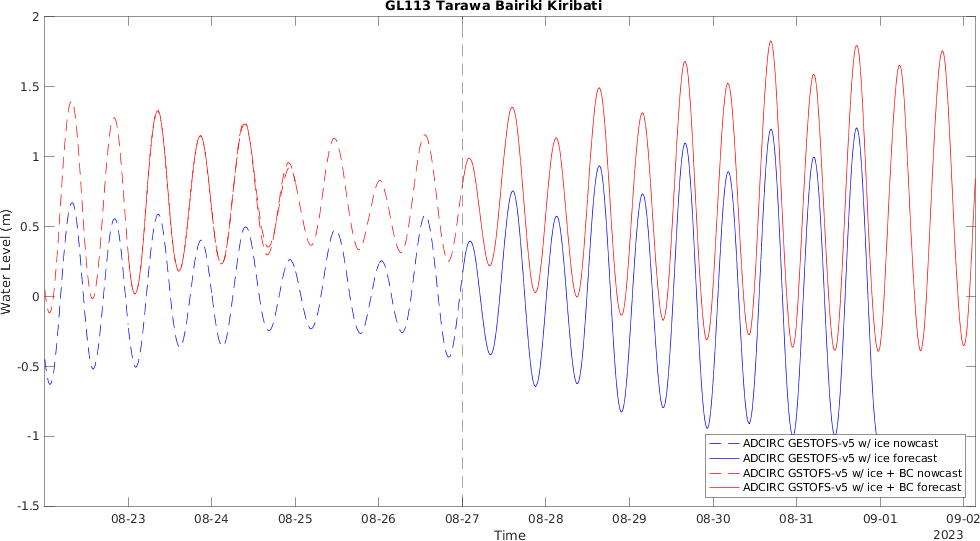 GL113 Tarawa Bairiki Kiribati
2
1.5
1
0.5
0
-0.5
-1
-1.5
Water Level (m)
ADCIRC GESTOFS-v5 w/ ice nowcast
ADCIRC GESTOFS-v5 w/ ice forecast
ADCIRC GSTOFS-v5 w/ ice + BC nowcast
ADCIRC GSTOFS-v5 w/ ice + BC forecast
08-23 08-24 08-25 08-26 08-27 08-28 08-29 08-30 08-31 09-01 09-02
Time
2023